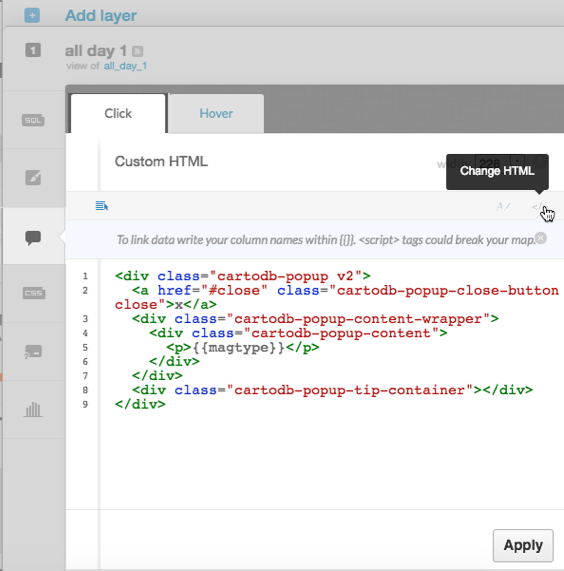 Add layer
1
all day 1
view of all_day_1
Click
Hover
SQL
Custom HTML
226
Change HTML
A/
</
To link data write your column names within {{}}. <script> tags could break your map.
CSS
1 <div class="cartodb-popup v2">
2 <a href="#close" class="cartodb-popup-close-button
close">x</a>
3 <div class="cartodb-popup-content-wrapper">
4 <div class="cartodb-popup-content">
5 <p>{{magtype}}</p>
6 </div>
7 </div>
8 <div class="cartodb-popup-tip-container"></div>
9 </div>
Apply